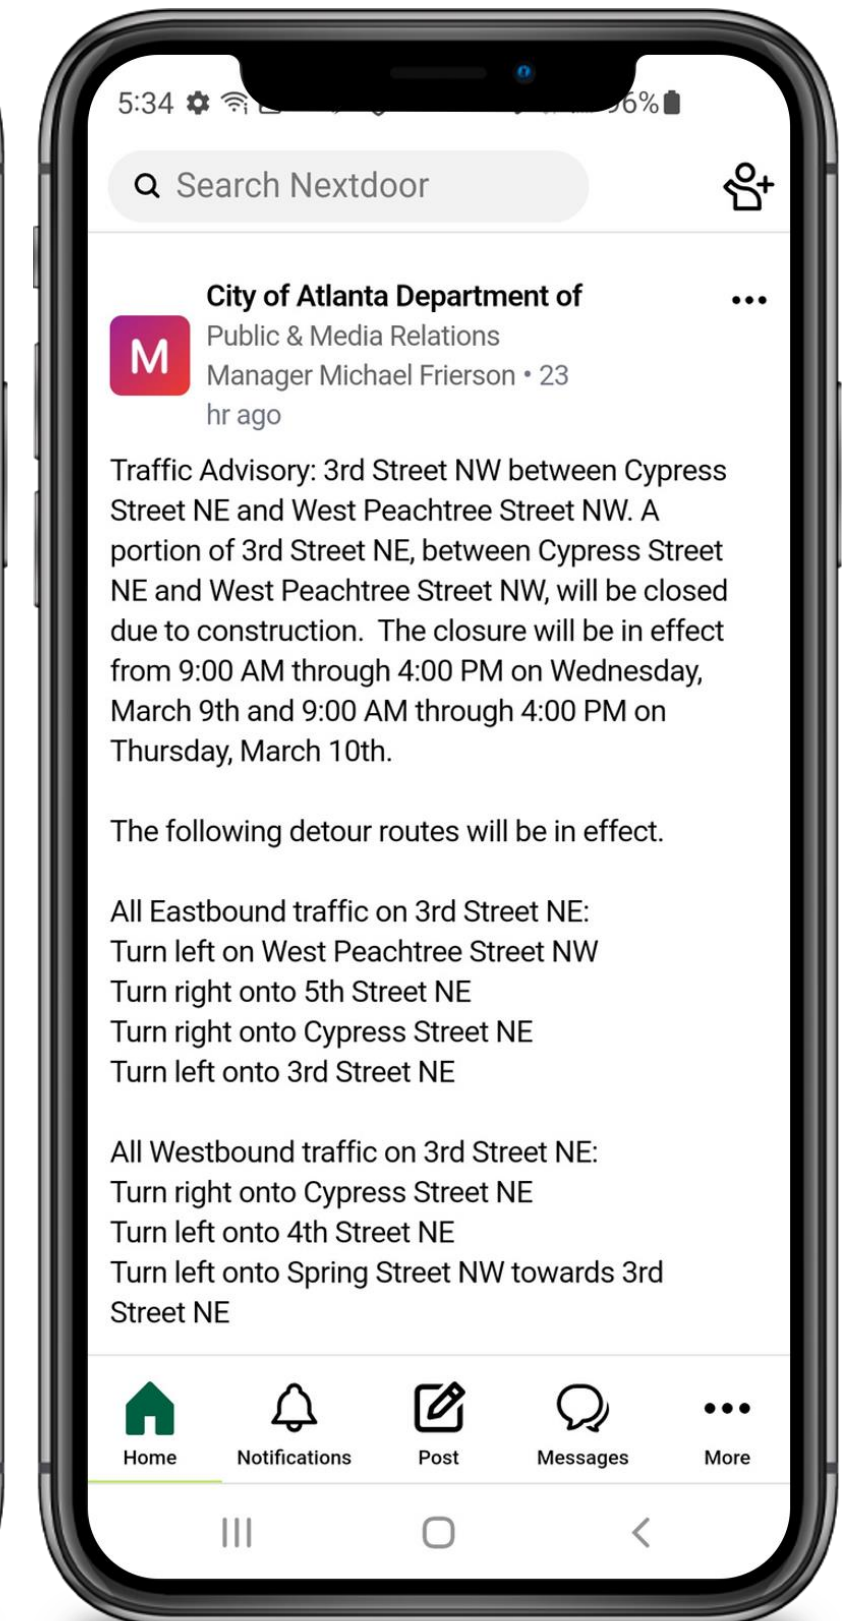 5:34
6%
Search Nextdoor
City of Atlanta Department of
M
Public & Media Relations
Manager Michael Frierson • 23
hr ago
Traffic Advisory: 3rd Street NW between Cypress
Street NE and West Peachtree Street NW. A
portion of 3rd Street NE, between Cypress Street
NE and West Peachtree Street NW, will be closed
due to construction.  The closure will be in effect
from 9:00 AM through 4:00 PM on Wednesday,
March 9th and 9:00 AM through 4:00 PM on
Thursday, March 10th.
The following detour routes will be in effect.
All Eastbound traffic on 3rd Street NE:
Turn left on West Peachtree Street NW
Turn right onto 5th Street NE
Turn right onto Cypress Street NE
Turn left onto 3rd Street NE
All Westbound traffic on 3rd Street NE:
Turn right onto Cypress Street NE
Turn left onto 4th Street NE
Turn left onto Spring Street NW towards 3rd
Street NE
Home
Notifications
Post
Messages
More